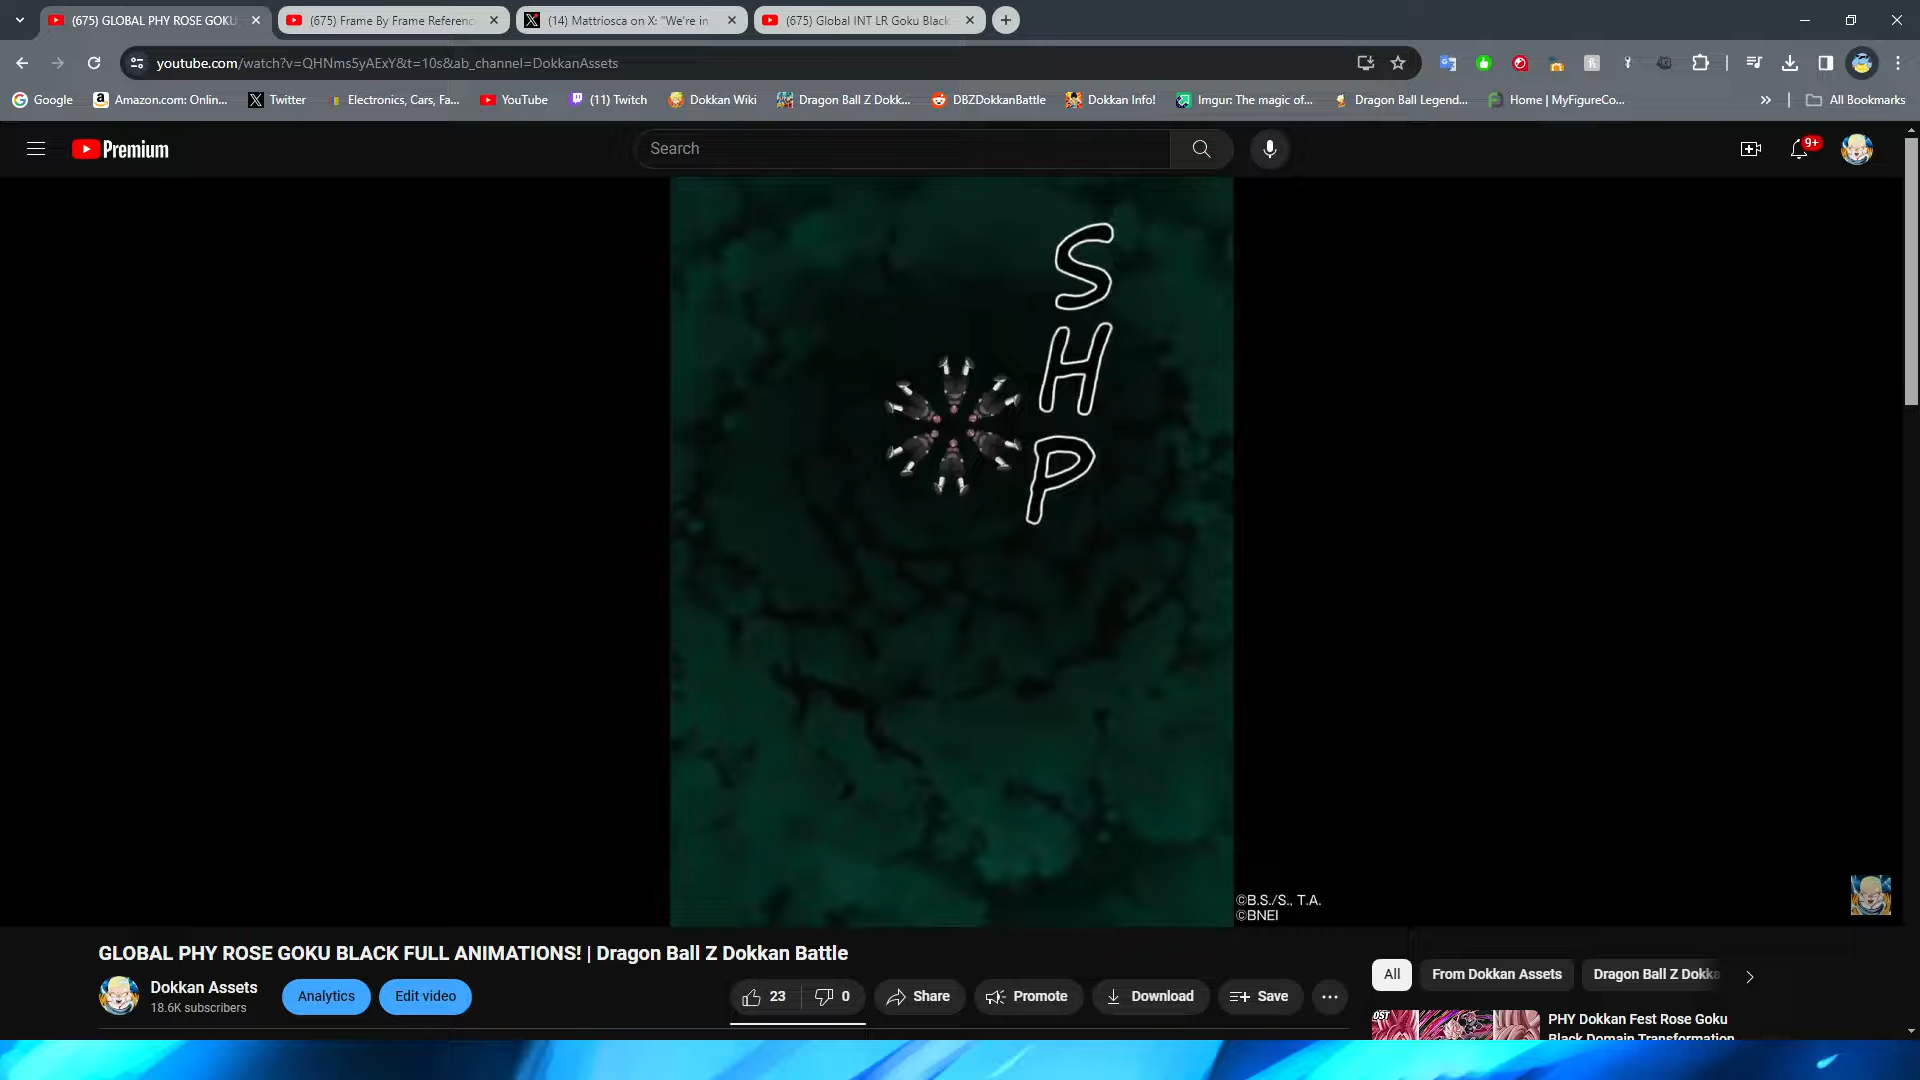 (675) GLOBAL PHY ROSE GOKU
(675) Frame By Frame Referenc
(14) Mattriosca on X: "We're in
(675) Global INT LR Goku Black
youtube.com/watch?v=QHNms5yAExY&t=10s&ab_channel=DokkanAssets
Google
Amazon.com: Onlin...
Twitter
Electronics, Cars, Fa...
YouTube
(11) Twitch
Dokkan Wiki
Dragon Ball Z Dokk...
DBZDokkanBattle
Dokkan Info!
Imgur: The magic of...
Dragon Ball Legend...
Home | MyFigureCo...
All Bookmarks
Premium
Search
9+
S
H
P
©B.S./S., T.A.
©BNEI
GLOBAL PHY ROSE GOKU BLACK FULL ANIMATIONS! | Dragon Ball Z Dokkan Battle
Dokkan Assets
18.6K subscribers
Analytics
Edit video
23
0
Share
Promote
Download
Save
All
From Dokkan Assets
Dragon Ball Z Dokka
OST
PHY Dokkan Fest Rose Goku
Black Domain Transformation